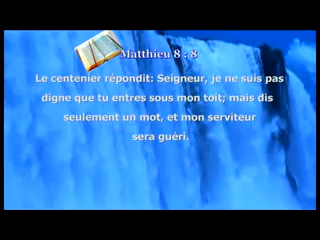 Matthieu 8 : 8
Le centenier répondit: Seigneur, je ne suis pas
digne que tu entres sous mon toit; mais dis
seulement un mot, et mon serviteur
sera guéri.